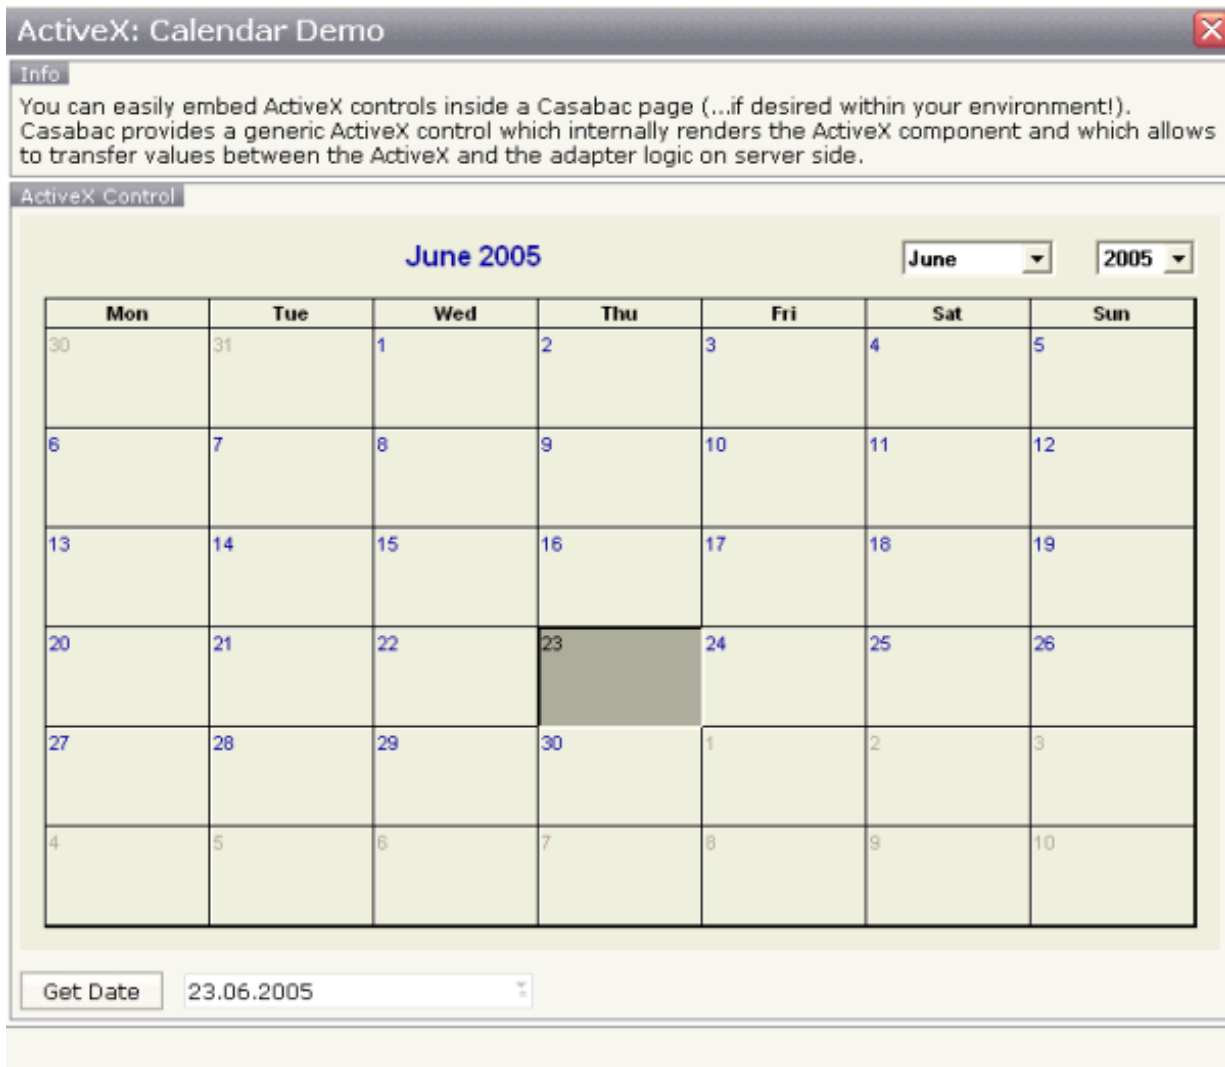 ActiveX: Calendar Demo
Info
You can easily embed ActiveX controls inside a Casabac page (...if desired within your environment!).
Casabac provides a generic ActiveX control which internally renders the ActiveX component and which allows
to transfer values between the ActiveX and the adapter logic on server side.
ActiveX Control
June 2005 June 2005
Mon Tue Wed Thu Fri Sat Sun
30 31 1 2 3 4 5
6 7 8 9 10 11 12
13 14 15 16 17 18 19
20 21 22 23 24 25 26
27 28 29 30 1 2 3
4 5 6 7 8 9 10
Get Date 23.06.2005